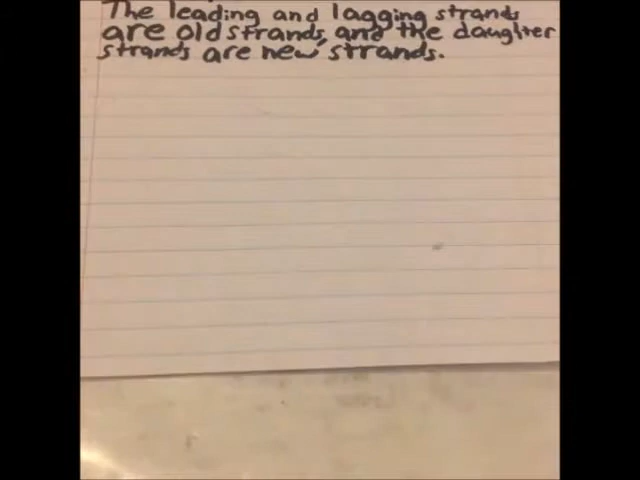 The leading and lagging strands
are old strands, and the daughter
strands are new strands.